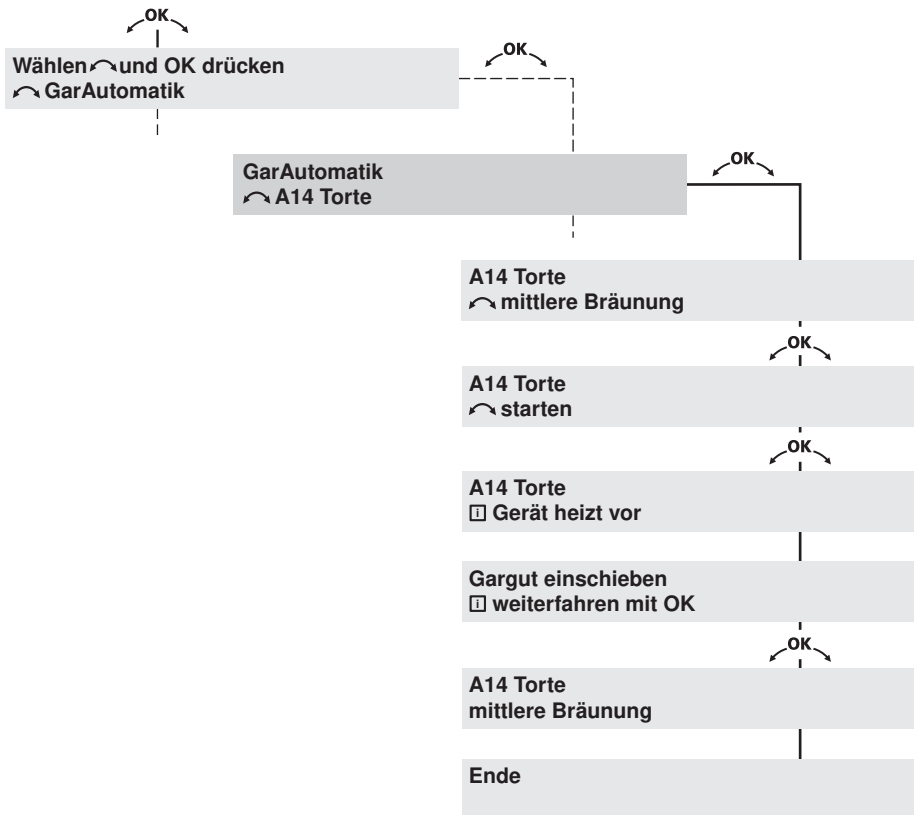 OK
Wählen und OK drücken
GarAutomatik
OK
GarAutomatik
A14 Torte
OK
A14 Torte
mittlere Bräunung
OK
A14 Torte
starten
OK
A14 Torte
i Gerät heizt vor
Gargut einschieben
i weiterfahren mit OK
OK
A14 Torte
mittlere Bräunung
Ende